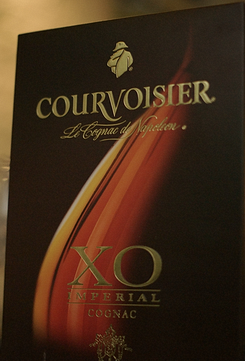 COURVOISIER
Le Cognac de Napoleon
XO
IMPERIAL
COGNAC